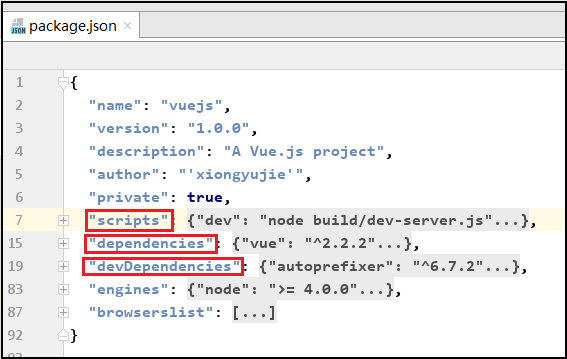 JSON package.json ×
1 {
2 "name": "vuejs",
3 "version": "1.0.0",
4 "description": "A Vue.js project",
5 "author": "'xiongyujie'",
6 "private": true,
7 "scripts": {"dev": "node build/dev-server.js"...},
15 "dependencies": {"vue": "^2.2.2"...},
19 "devDependencies": {"autoprefixer": "^6.7.2"...},
83 "engines": {"node": ">= 4.0.0"...},
87 "browserslist": [...]
92 }
93